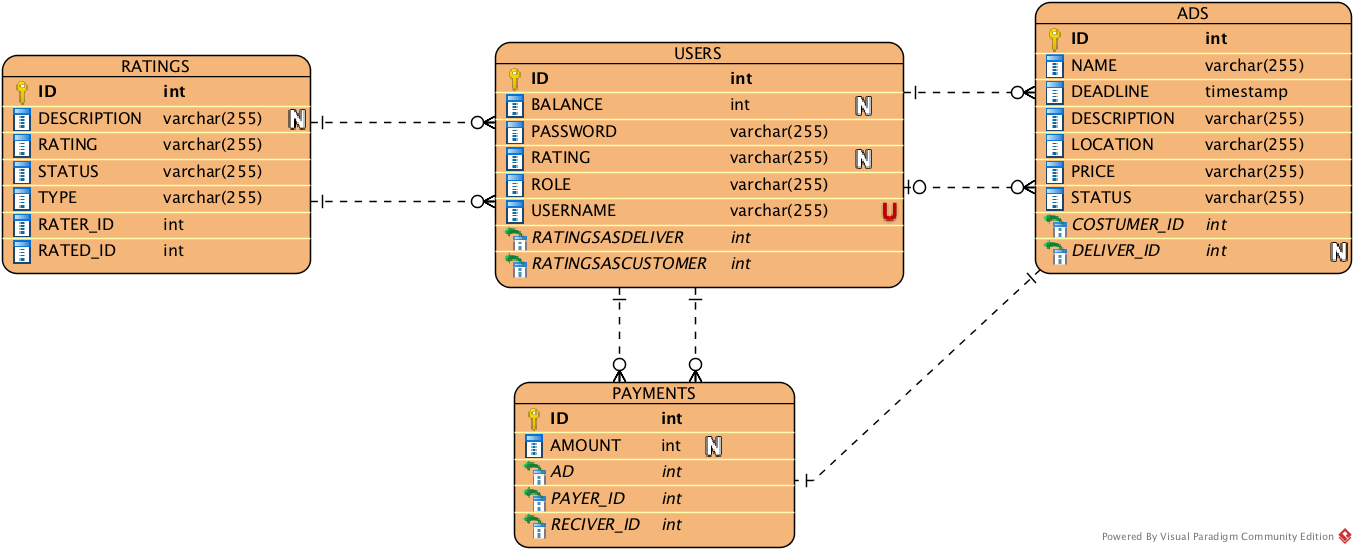 RATINGS
ID int
DESCRIPTION varchar(255) N
RATING varchar(255)
STATUS varchar(255)
TYPE varchar(255)
RATER_ID int
RATED_ID int
USERS
ID int
BALANCE int N
PASSWORD varchar(255)
RATING varchar(255) N
ROLE varchar(255)
USERNAME varchar(255) U
RATINGSASDELIVER int
RATINGSASCUSTOMER int
ADS
ID int
NAME varchar(255)
DEADLINE timestamp
DESCRIPTION varchar(255)
LOCATION varchar(255)
PRICE varchar(255)
STATUS varchar(255)
COSTUMER_ID int
DELIVER_ID int N
PAYMENTS
ID int
AMOUNT int N
AD int
PAYER_ID int
RECIVER_ID int
Powered By Visual Paradigm Community Edition